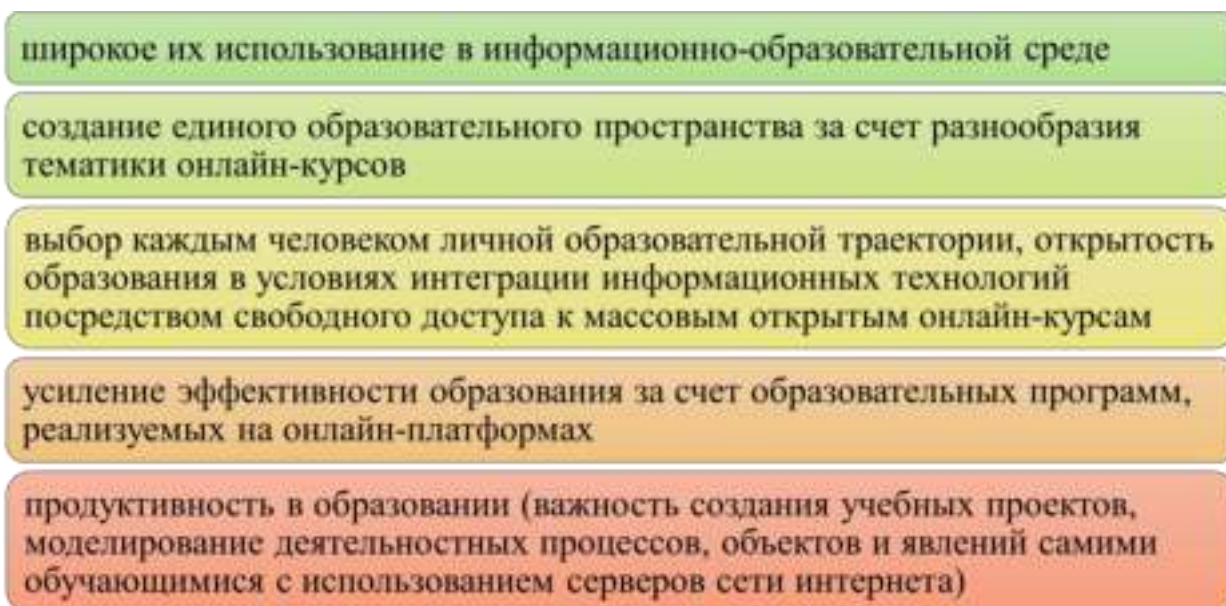 широкое их использование в информационно-образовательной среде
создание единого образовательного пространства за счет разнообразия
тематики онлайн-курсов
выбор каждым человеком личной образовательной траектории, открытость
образования в условиях интеграции информационных технологий
посредством свободного доступа к массовым открытым онлайн-курсам
усиление эффективности образования за счет образовательных программ,
реализуемых на онлайн-платформах
продуктивность в образовании (важность создания учебных проектов,
моделирование деятельностных процессов, объектов и явлений самими
обучающимися с использованием серверов сети интернета)